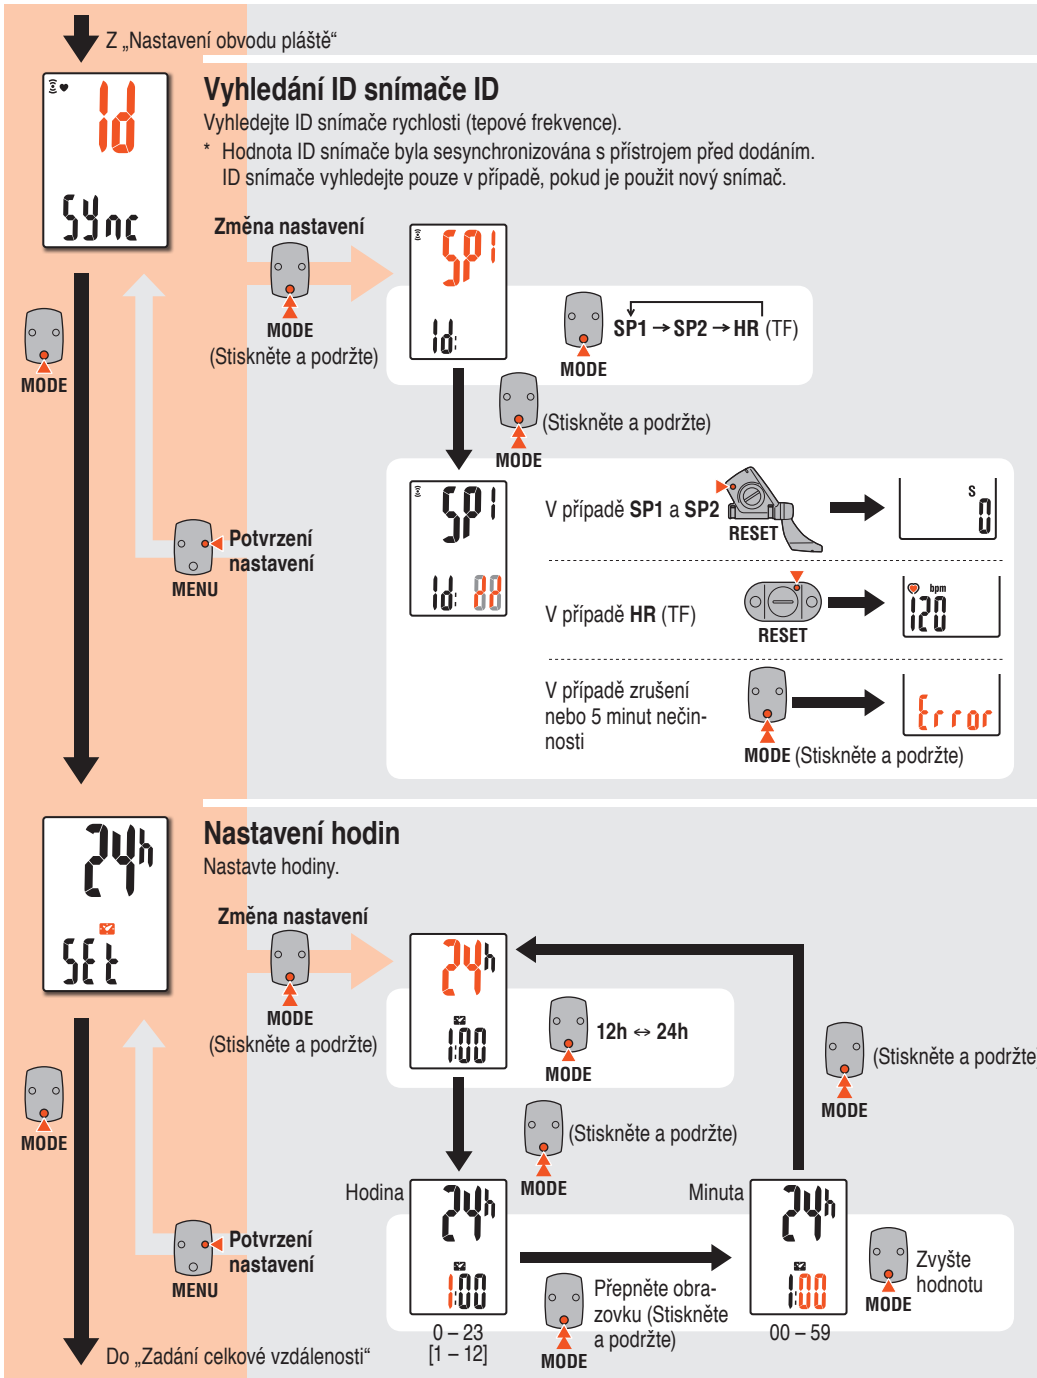 Z „Nastavení obvodu pláště“
Id
SYnc
Vyhledání ID snímače ID
Vyhledejte ID snímače rychlosti (tepové frekvence).
* Hodnota ID snímače byla sesynchronizována s přístrojem před dodáním.
ID snímače vyhledejte pouze v případě, pokud je použit nový snímač.
Změna nastavení
MODE
(Stiskněte a podržte)
SP1
Id:
MODE
SP1 → SP2 → HR (TF)
MODE
(Stiskněte a podržte)
MODE
SP1
Id:
V případě SP1 a SP2
RESET
S
0
Potvrzení
nastavení
MENU
V případě HR (TF)
RESET
bpm
120
V případě zrušení
nebo 5 minut nečin-
nosti
MODE (Stiskněte a podržte)
Error
24h
SEt
Nastavení hodin
Nastavte hodiny.
Změna nastavení
MODE
(Stiskněte a podržte)
24h
1:00
MODE
12h ↔ 24h
(Stiskněte a podržte)
MODE
MODE
(Stiskněte a podržte)
MODE
Hodina
24h
1:00
0 – 23
[1 – 12]
Přepněte obra-
zovku (Stiskněte
a podržte)
MODE
Minuta
24h
1:00
00 – 59
MODE
Zvyšte
hodnotu
Potvrzení
nastavení
MENU
Do „Zadání celkové vzdálenosti“